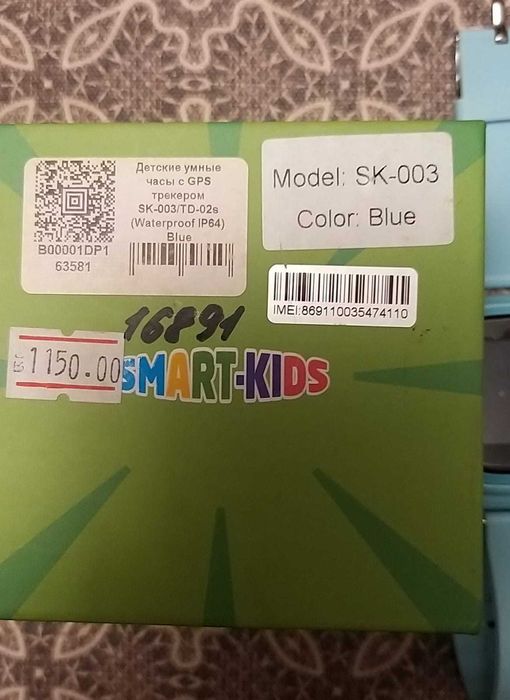 Детские умные
часы с GPS
трекером
SK-003/TD-02s
(Waterproof IP64)
Blue
B00001DP1
63581
Model: SK-003
Color: Blue
IMEI:869110035474110
16891
1150.00
SMART-KIDS